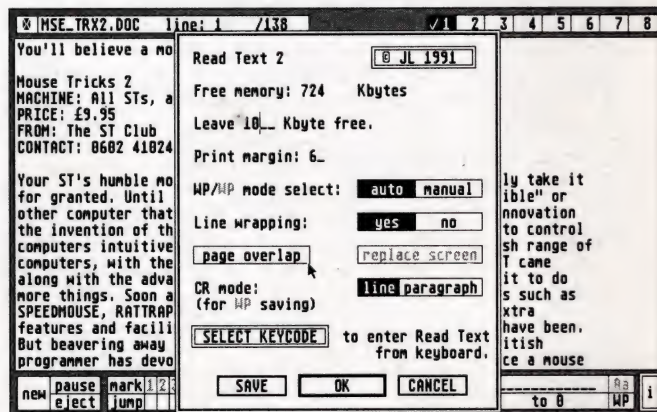 MSE_TRX2.DOC line: 1 /138 ✓1 2 3 4 5 6 7 8
You'll believe a mo
Mouse Tricks 2
MACHINE: All STs, a
PRICE: £9.95
FROM: The ST Club
CONTACT: 0602 41024
Your ST's humble mo
for granted. Until
other computer that
the invention of th
computers intuitive
computers, with the
along with the adva
more things. Soon a
SPEEDMOUSE, RATTRAP
features and facili
But beavering away
programmer has devo
Read Text 2 © JL 1991
Free memory: 724 Kbytes
Leave 10__ Kbyte free.
Print margin: 6_
WP/WP mode select: auto manual
Line wrapping: yes no
page overlap replace screen
CR mode: line paragraph
(for WP saving)
SELECT KEYCODE to enter Read Text
from keyboard.
SAVE OK CANCEL
ly take it
ible" or
nnovation
to control
sh range of
T came
it to do
s such as
xtra
have been.
itish
ce a mouse
new pause mark 1 2 3 Aa i
eject jump to 0 WP